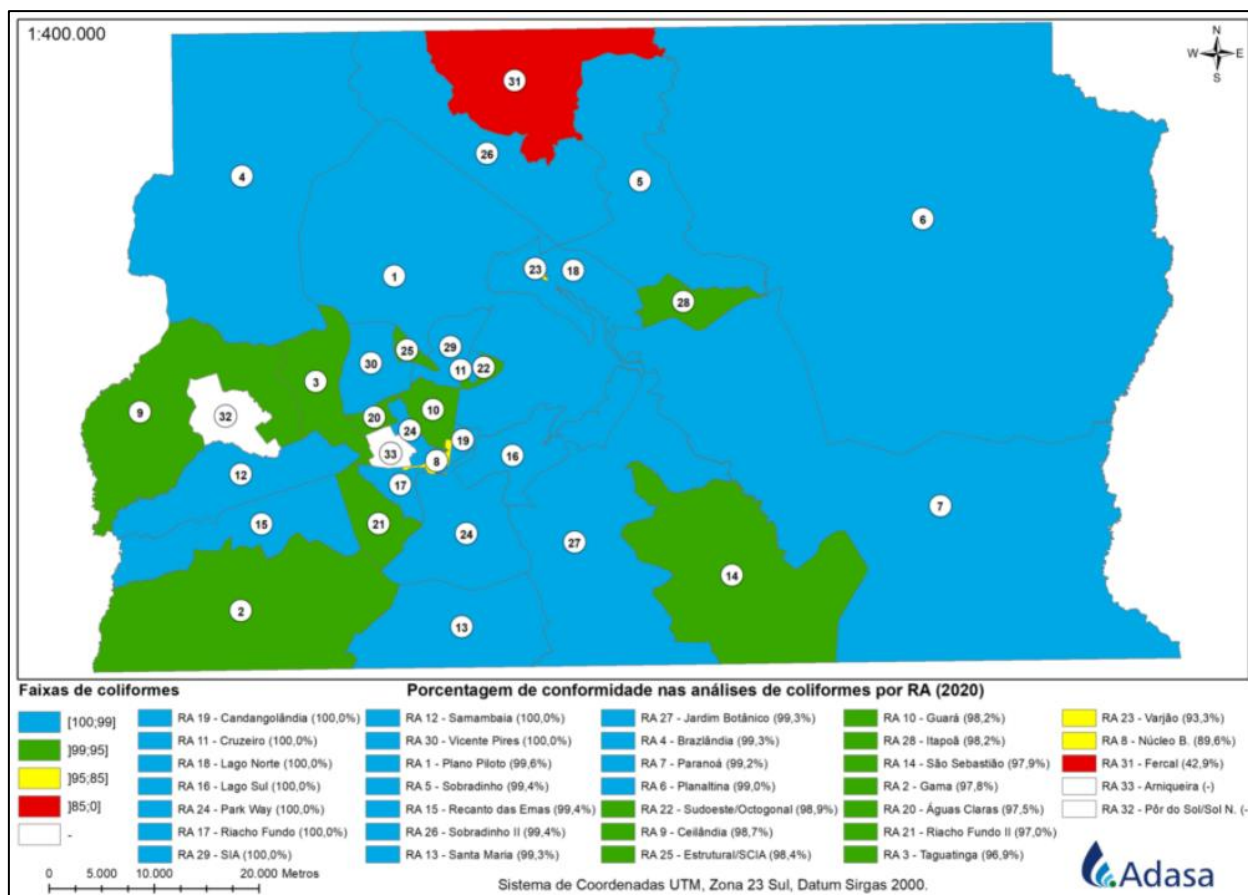 1:400.000
N
W E
S
31
26
4
5
6
23
18
1
28
25
29
30
11
22
3
9
32
20
10
24
19
33
8
16
12
17
7
15
21
24
27
14
2
13
Faixas de coliformes
Porcentagem de conformidade nas análises de coliformes por RA (2020)
[100;99]
]99;95]
]95;85]
]85;0]
-
RA 19 - Candangolândia (100,0%)
RA 11 - Cruzeiro (100,0%)
RA 18 - Lago Norte (100,0%)
RA 16 - Lago Sul (100,0%)
RA 24 - Park Way (100,0%)
RA 17 - Riacho Fundo (100,0%)
RA 29 - SIA (100,0%)
RA 12 - Samambaia (100,0%)
RA 30 - Vicente Pires (100,0%)
RA 1 - Plano Piloto (99,6%)
RA 5 - Sobradinho (99,4%)
RA 15 - Recanto das Emas (99,4%)
RA 26 - Sobradinho II (99,4%)
RA 13 - Santa Maria (99,3%)
RA 27 - Jardim Botânico (99,3%)
RA 4 - Brazlândia (99,3%)
RA 7 - Paranoá (99,2%)
RA 6 - Planaltina (99,0%)
RA 22 - Sudoeste/Octogonal (98,9%)
RA 9 - Ceilândia (98,7%)
RA 25 - Estrutural/SCIA (98,4%)
RA 10 - Guará (98,2%)
RA 28 - Itapoã (98,2%)
RA 14 - São Sebastião (97,9%)
RA 2 - Gama (97,8%)
RA 20 - Águas Claras (97,5%)
RA 21 - Riacho Fundo II (97,0%)
RA 3 - Taguatinga (96,9%)
RA 23 - Varjão (93,3%)
RA 8 - Núcleo B. (89,6%)
RA 31 - Fercal (42,9%)
RA 33 - Arniqueira (-)
RA 32 - Pôr do Sol/Sol N. (-
0 5.000 10.000 20.000 Metros
Sistema de Coordenadas UTM, Zona 23 Sul, Datum Sirgas 2000.
Adasa